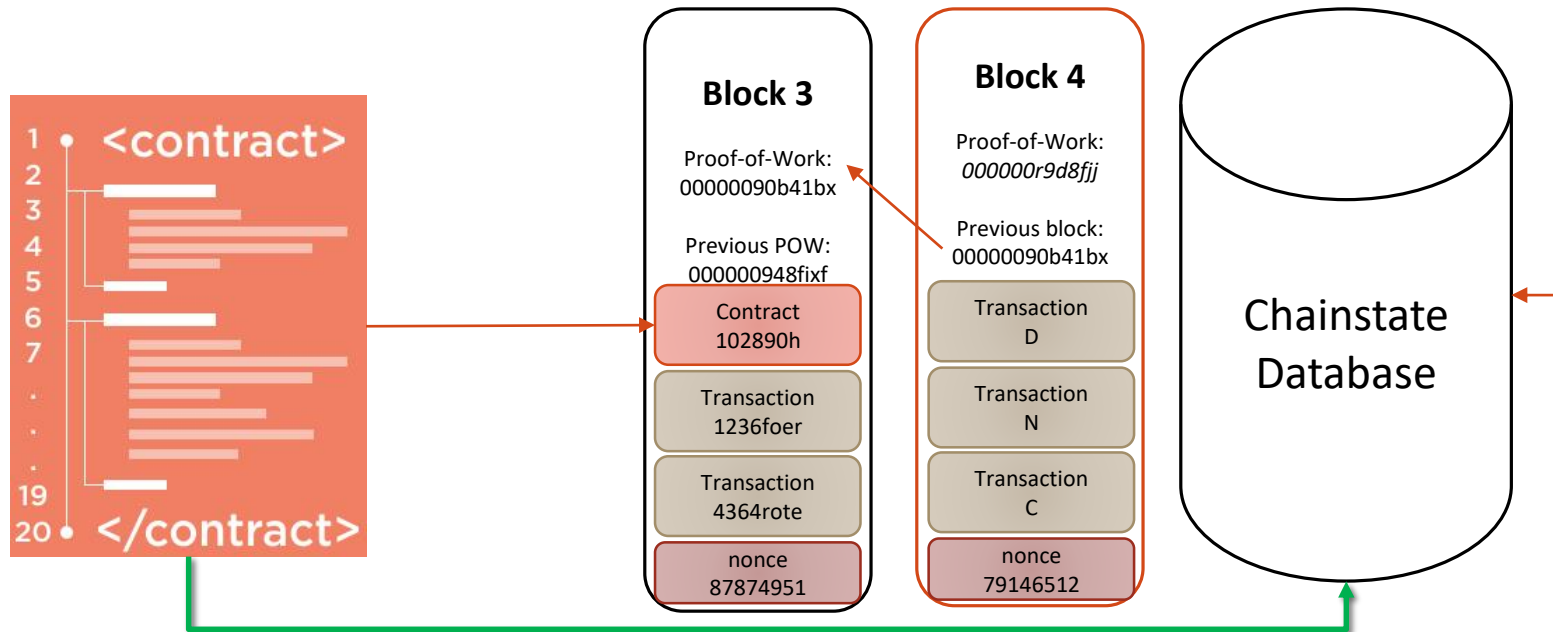 1
<contract>
2
3
4
5
6
7
.
.
.
19
20
</contract>
Block 3
Proof-of-Work:
00000090b41bx
Previous POW:
000000948fixf
Contract
102890h
Transaction
1236foer
Transaction
4364rote
nonce
87874951
Block 4
Proof-of-Work:
000000r9d8fjj
Previous block:
00000090b41bx
Transaction
D
Transaction
N
Transaction
C
nonce
79146512
Chainstate
Database